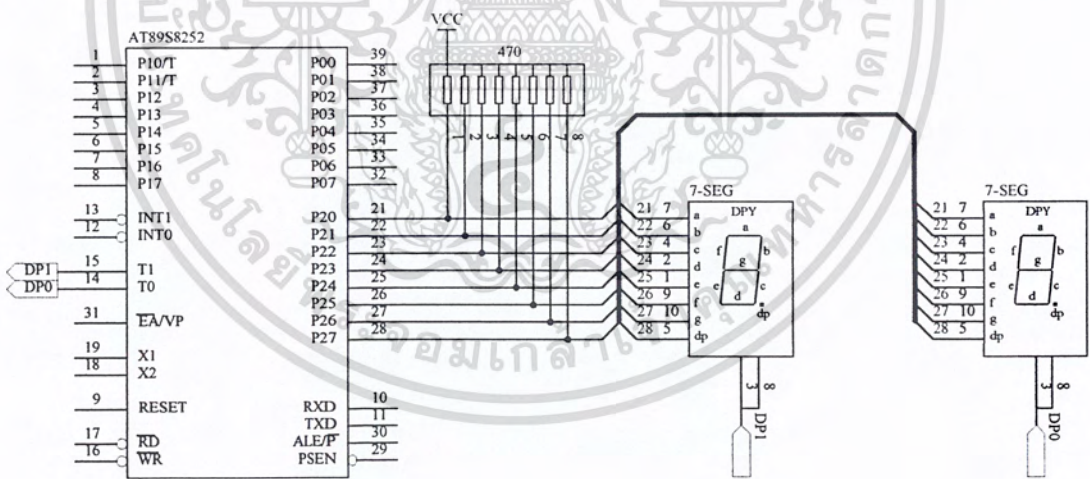 VCC
AT89S8252
470
1 P10/T P00 39
2 P11/T P01 38
3 P12 P02 37
4 P13 P03 36
5 P14 P04 35
6 P15 P05 34
7 P16 P06 33
8 P17 P07 32
1 2 3 4 5 6 7 8
13 INT1 P20 21
12 INT0 P21 22
P22 23
DP1 15 T1 P23 24
DP0 14 T0 P24 25
P25 26
31 EA/VP P26 27
P27 28
19 X1
18 X2
9 RESET RXD 10
TXD 11
17 RD ALE/P 30
16 WR PSEN 29
7-SEG
21 7 a DPY
22 6 b a
23 4 c f b
24 2 d g
25 1 e e c
26 9 f d
27 10 g dp
28 5 dp
3 8
DP1
7-SEG
21 7 a DPY
22 6 b a
23 4 c f b
24 2 d g
25 1 e e c
26 9 f d
27 10 g dp
28 5 dp
3 8
DP0